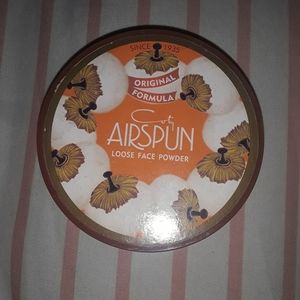 SINCE 1935
ORIGINAL
FORMULA
Coty
AIRSPUN
LOOSE FACE POWDER